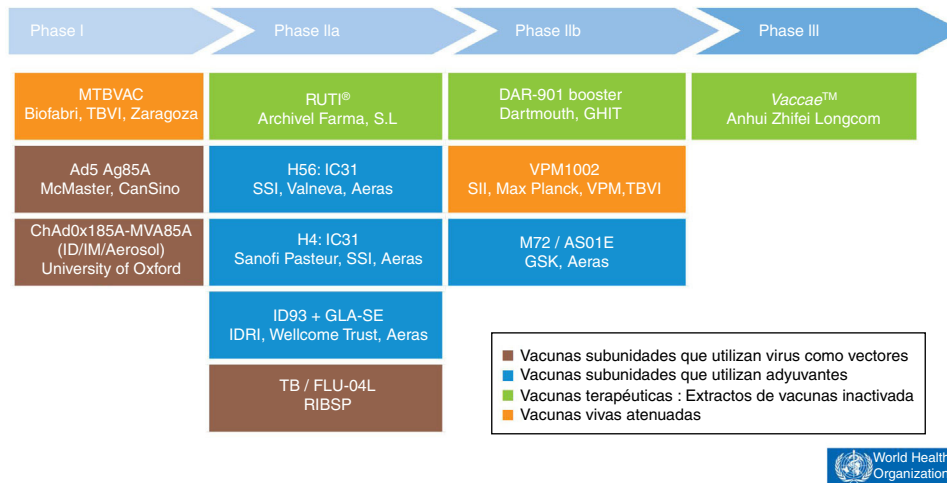 Phase I
Phase IIa
Phase IIb
Phase III
MTBVAC
Biofabri, TBVI, Zaragoza
Ad5 Ag85A
McMaster, CanSino
ChAd0x185A-MVA85A
(ID/IM/Aerosol)
University of Oxford
RUTI®
Archivel Farma, S.L
H56: IC31
SSI, Valneva, Aeras
H4: IC31
Sanofi Pasteur, SSI, Aeras
ID93 + GLA-SE
IDRI, Wellcome Trust, Aeras
TB / FLU-04L
RIBSP
DAR-901 booster
Dartmouth, GHIT
VPM1002
SII, Max Planck, VPM,TBVI
M72 / AS01E
GSK, Aeras
Vaccae™
Anhui Zhifei Longcom
Vacunas subunidades que utilizan virus como vectores
Vacunas subunidades que utilizan adyuvantes
Vacunas terapéuticas : Extractos de vacunas inactivada
Vacunas vivas atenuadas
World Health
Organization